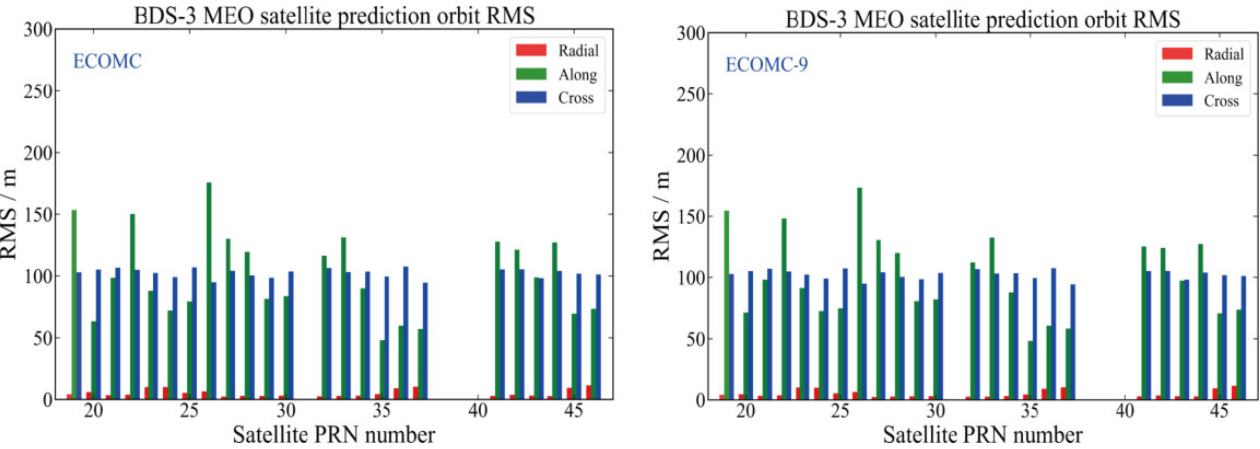 BDS-3 MEO satellite prediction orbit RMS
ECOMC
Radial
Along
Cross
300
250
200
150
100
50
0
RMS / m
20 25 30 35 40 45
Satellite PRN number
BDS-3 MEO satellite prediction orbit RMS
ECOMC-9
Radial
Along
Cross
300
250
200
150
100
50
0
RMS / m
20 25 30 35 40 45
Satellite PRN number